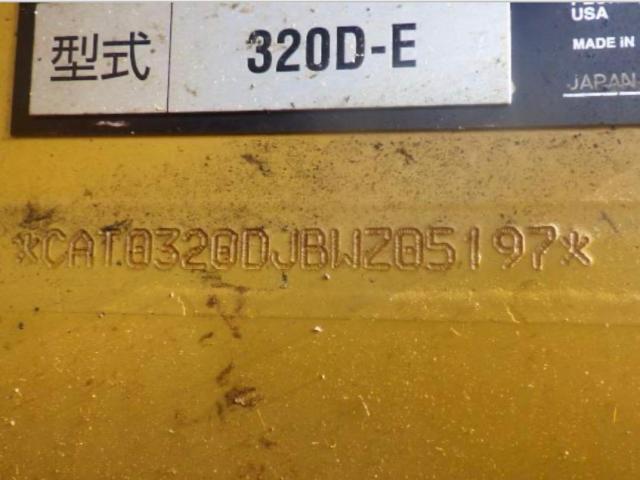 型式 320D-E
USA
MADE iN
JAPAN
*CAT0320DJBWZ05197*